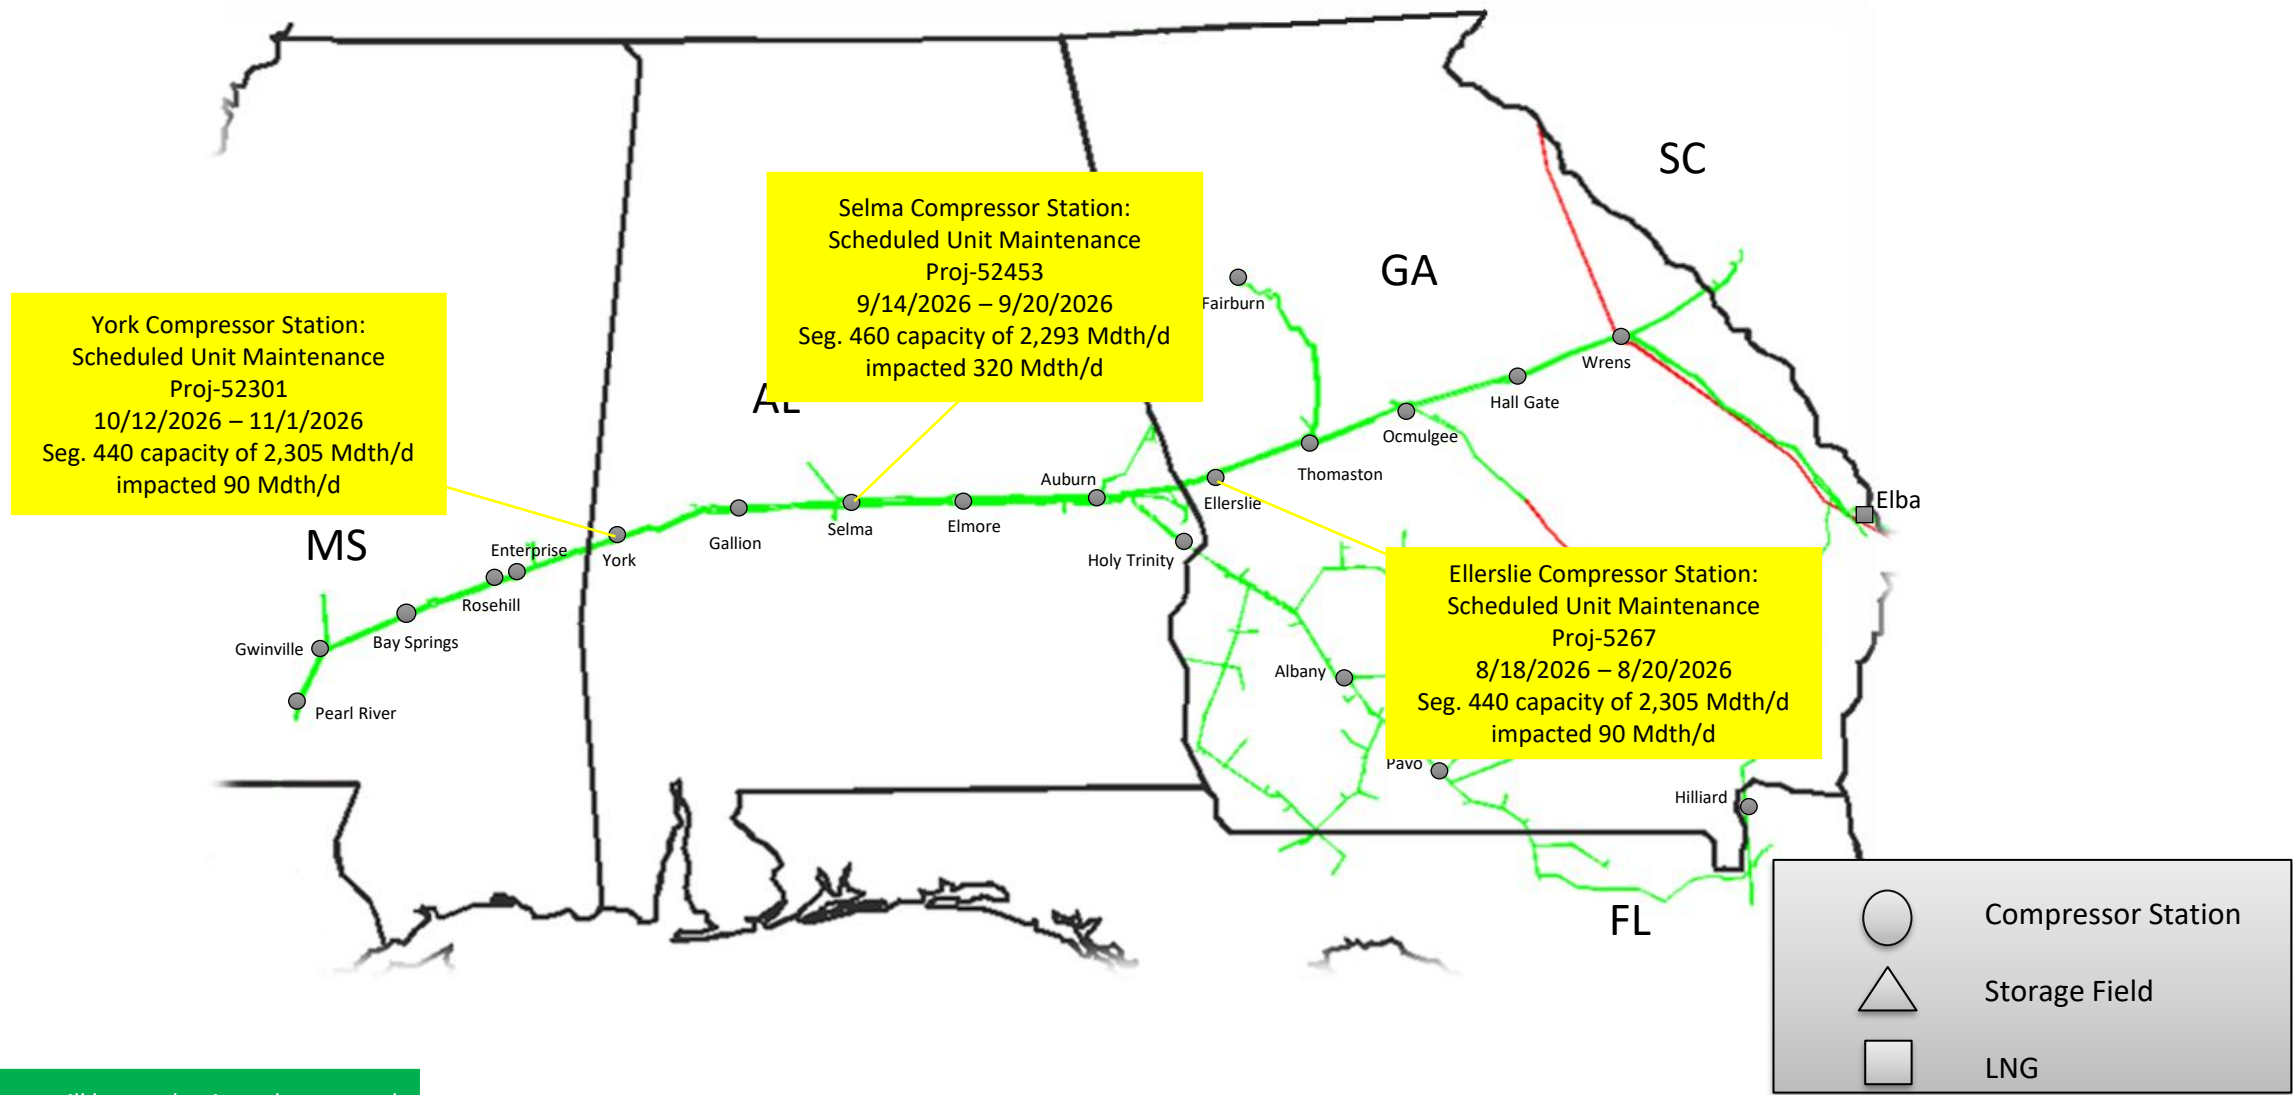 SC
Selma Compressor Station:
Scheduled Unit Maintenance
Proj-52453
9/14/2026 – 9/20/2026
Seg. 460 capacity of 2,293 Mdth/d
impacted 320 Mdth/d
GA
Fairburn
York Compressor Station:
Scheduled Unit Maintenance
Proj-52301
10/12/2026 – 11/1/2026
Seg. 440 capacity of 2,305 Mdth/d
impacted 90 Mdth/d
AL
Wrens
Hall Gate
Ocmulgee
Thomaston
Auburn
Ellerslie
Elba
Selma
Elmore
Gallion
MS
Enterprise
York
Holy Trinity
Rosehill
Bay Springs
Gwinville
Pearl River
Ellerslie Compressor Station:
Scheduled Unit Maintenance
Proj-5267
8/18/2026 – 8/20/2026
Seg. 440 capacity of 2,305 Mdth/d
impacted 90 Mdth/d
Albany
Pavo
Hilliard
FL
Compressor Station
Storage Field
LNG